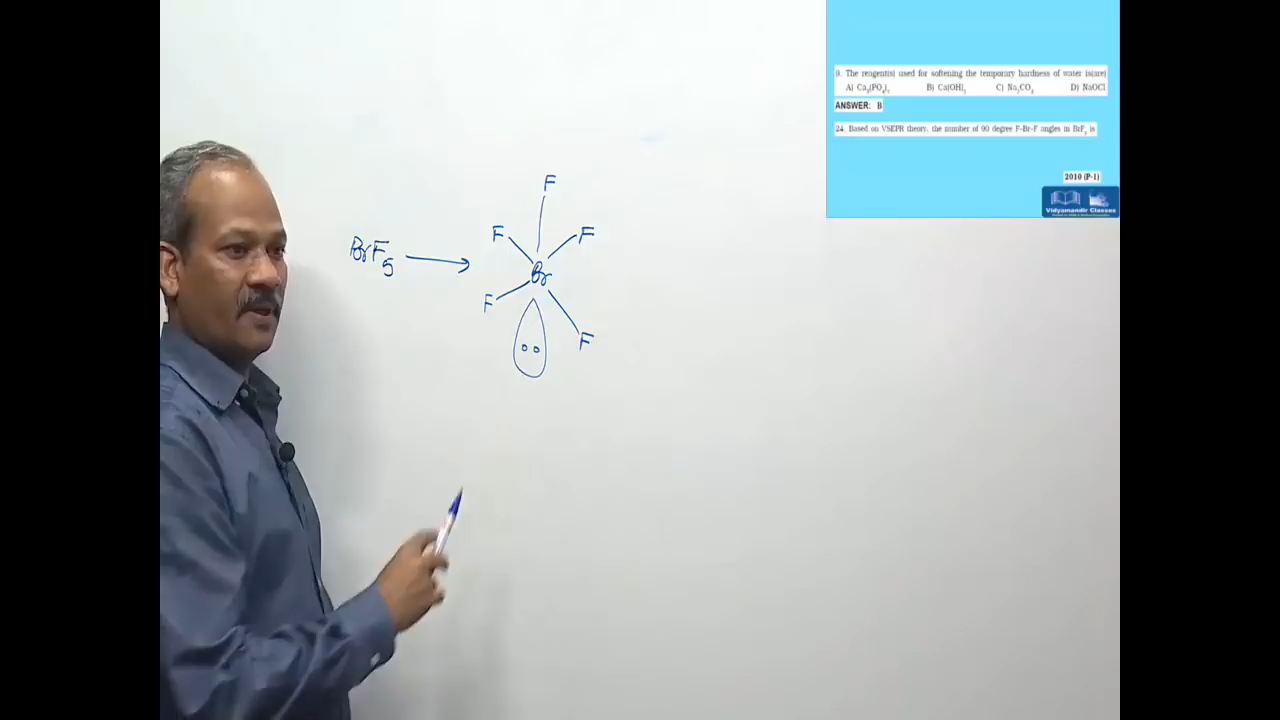 9. The reagent(s) used for softening the temporary hardness of water is(are)
A) Ca₃(PO₄)₂ B) Ca(OH)₂ C) Na₂CO₃ D) NaOCl
ANSWER: B
24. Based on VSEPR theory, the number of 90 degree F-Br-F angles in BrF₅ is
2010 (P-1)
Vidyamandir Classes
F
F F
BrF₅ → Br
F
F